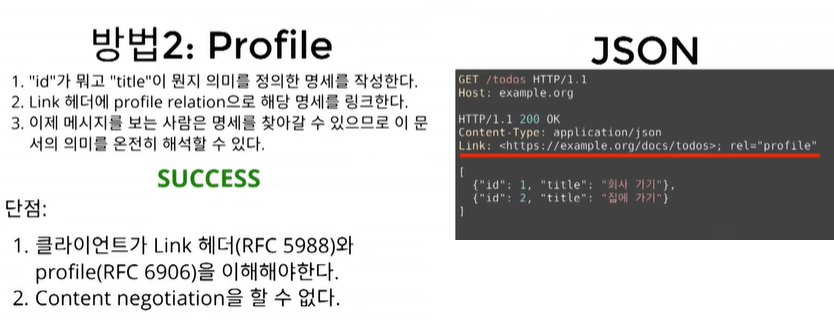 방법2: Profile
1. "id"가 뭐고 "title"이 뭔지 의미를 정의한 명세를 작성한다.
2. Link 헤더에 profile relation으로 해당 명세를 링크한다.
3. 이제 메시지를 보는 사람은 명세를 찾아갈 수 있으므로 이 문
서의 의미를 온전히 해석할 수 있다.
SUCCESS
단점:
1. 클라이언트가 Link 헤더(RFC 5988)와
profile(RFC 6906)을 이해해야한다.
2. Content negotiation을 할 수 없다.
JSON
GET /todos HTTP/1.1
Host: example.org
HTTP/1.1 200 OK
Content-Type: application/json
Link: <https://example.org/docs/todos>; rel="profile"
[
{"id": 1, "title": "회사 가기"},
{"id": 2, "title": "집에 가기"}
]